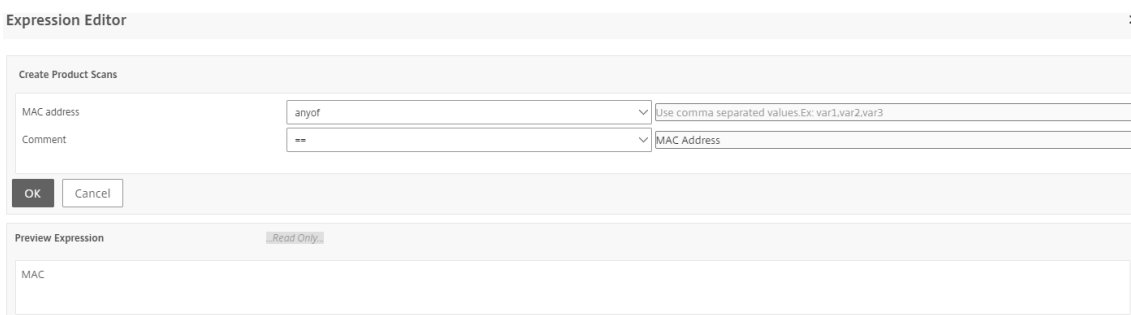 Expression Editor
Create Product Scans
MAC address anyof Use comma separated values.Ex: var1,var2,var3
Comment == MAC Address
OK Cancel
Preview Expression ...Read Only...
MAC